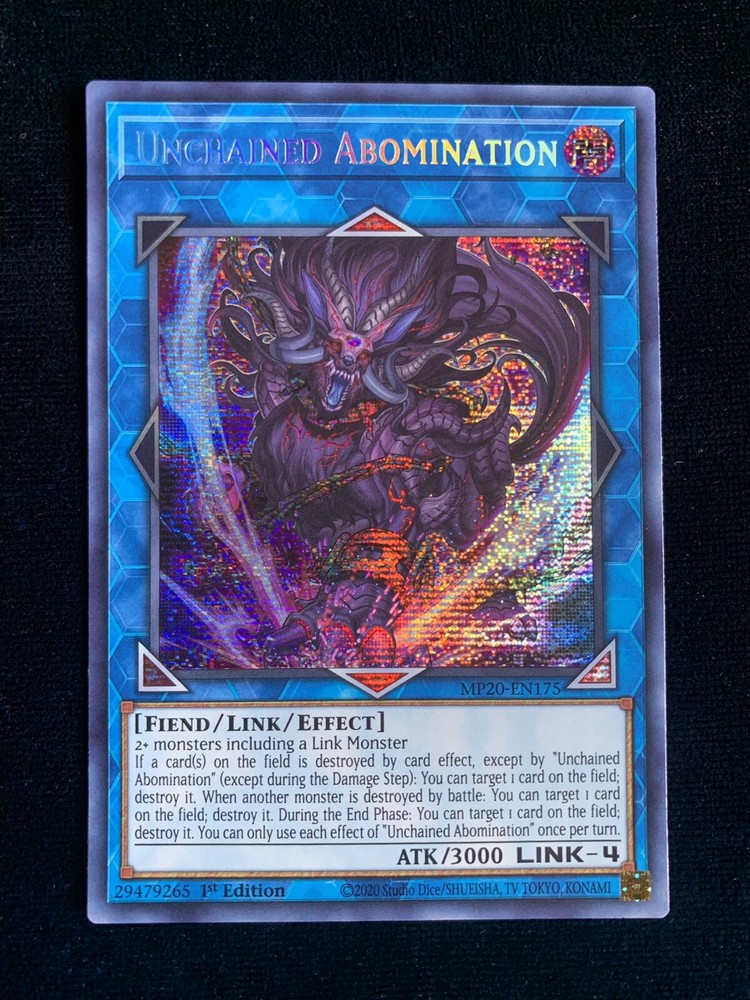 UNCHAINED ABOMINATION 闇
MP20-EN175
[FIEND/LINK/EFFECT]
2+ monsters including a Link Monster
If a card(s) on the field is destroyed by card effect, except by "Unchained
Abomination" (except during the Damage Step): You can target 1 card on the field;
destroy it. When another monster is destroyed by battle: You can target 1 card
on the field; destroy it. During the End Phase: You can target 1 card on the field;
destroy it. You can only use each effect of "Unchained Abomination" once per turn.
ATK/3000 LINK-4
29479265 1st Edition ©2020 Studio Dice/SHUEISHA, TV TOKYO, KONAMI